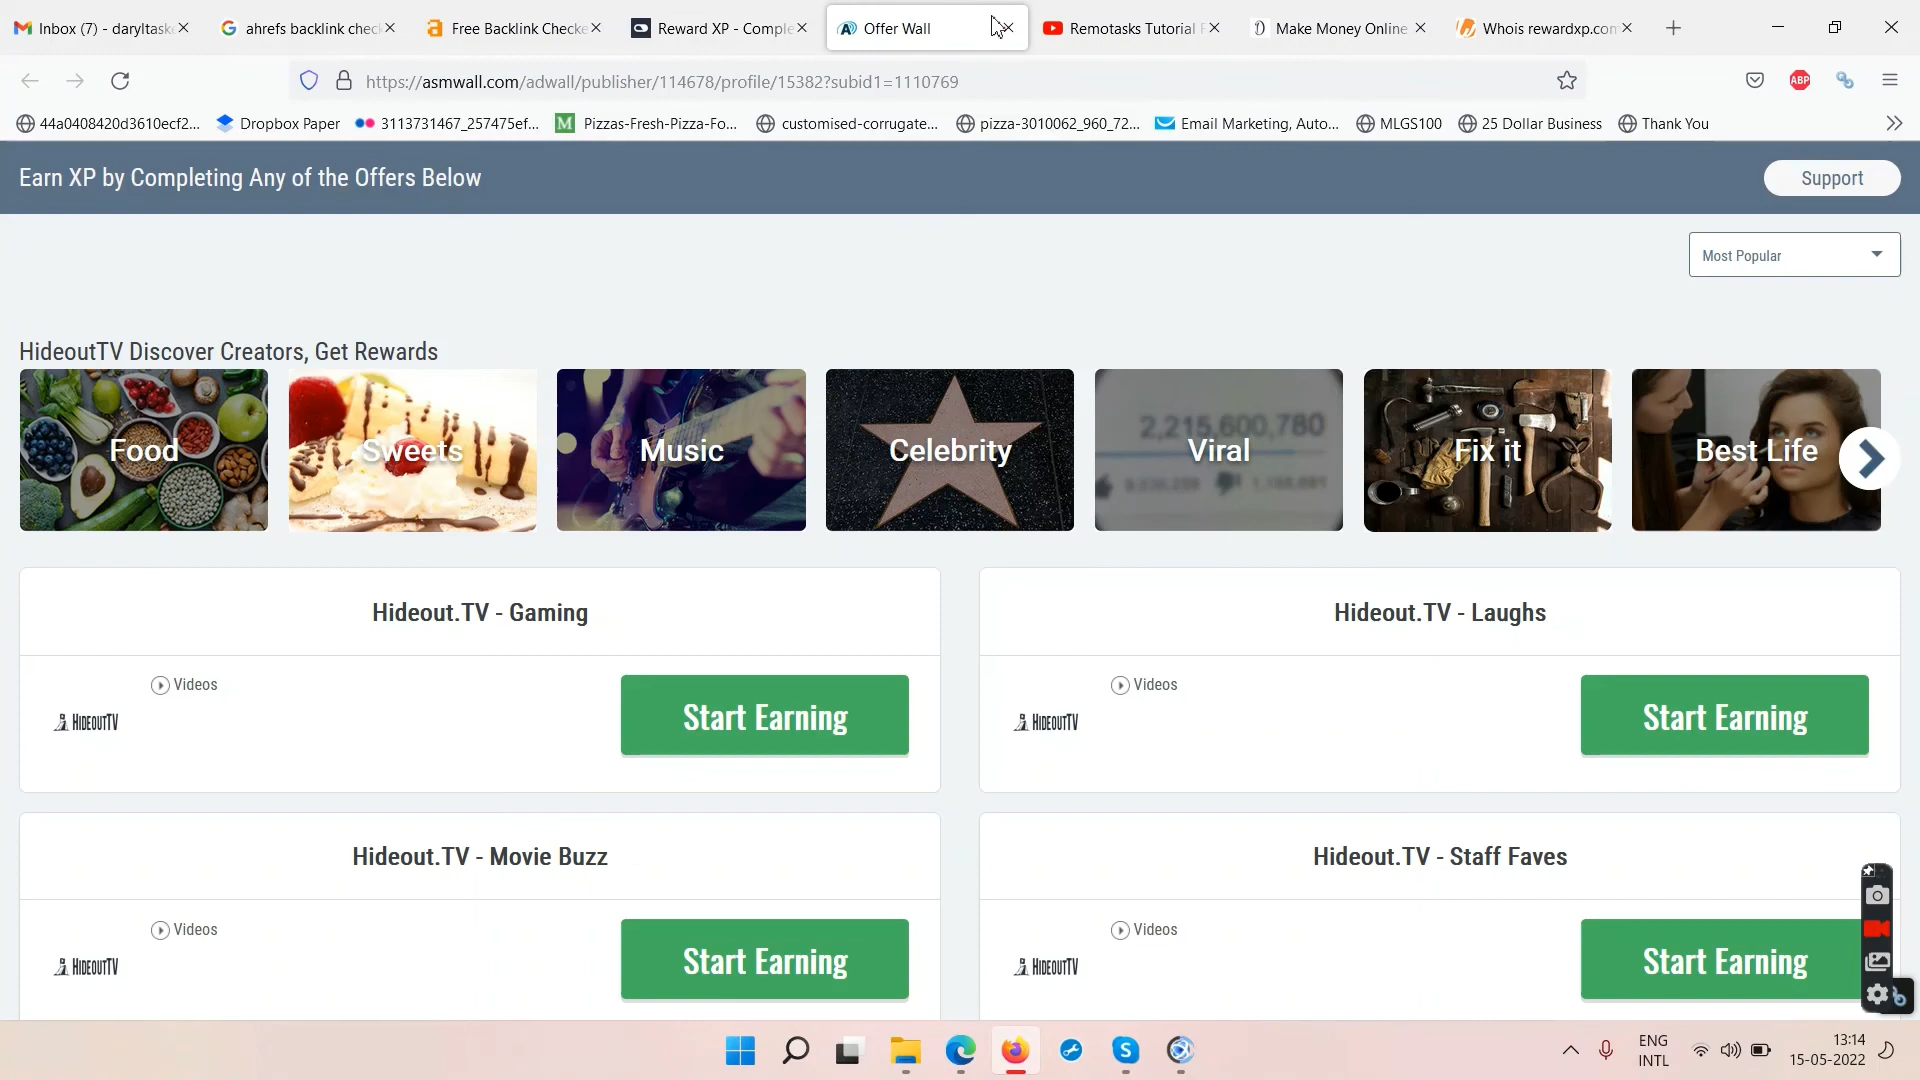 Inbox (7) - daryltask
ahrefs backlink chec
Free Backlink Checke
Reward XP - Comple
Offer Wall
Remotasks Tutorial
Make Money Online
Whois rewardxp.com
https://asmwall.com/adwall/publisher/114678/profile/15382?subid1=1110769
ABP
44a0408420d3610ecf2...
Dropbox Paper
3113731467_257475ef...
M Pizzas-Fresh-Pizza-Fo...
customised-corrugate...
pizza-3010062_960_72...
Email Marketing, Auto...
MLGS100
25 Dollar Business
Thank You
Earn XP by Completing Any of the Offers Below
Support
Most Popular
HideoutTV Discover Creators, Get Rewards
Food
Sweets
Music
Celebrity
2,215,600,780
Viral
Fix it
Best Life
Hideout.TV - Gaming
Videos
HIDEOUTTV
Start Earning
Hideout.TV - Laughs
Videos
HIDEOUTTV
Start Earning
Hideout.TV - Movie Buzz
Videos
HIDEOUTTV
Start Earning
Hideout.TV - Staff Faves
Videos
HIDEOUTTV
Start Earning
ENG
INTL
13:14
15-05-2022